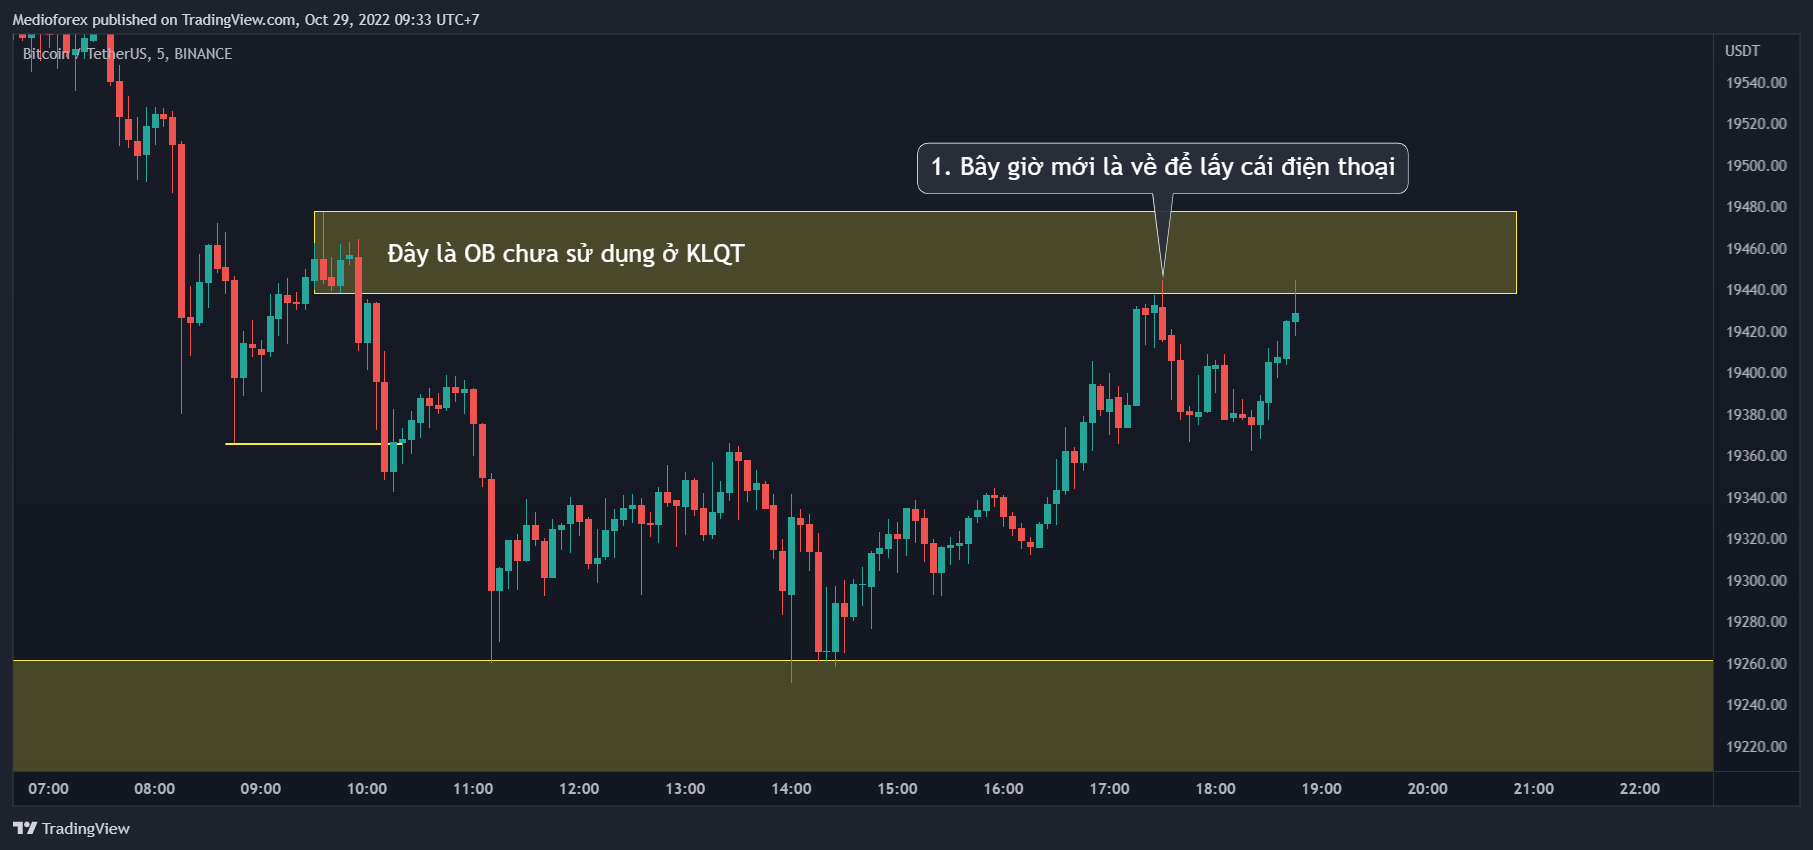 Medioforex published on TradingView.com, Oct 29, 2022 09:33 UTC+7
Bitcoin / TetherUS, 5, BINANCE
USDT
19540.00
19520.00
1. Bây giờ mới là về để lấy cái điện thoại
19500.00
19480.00
Đây là OB chưa sử dụng ở KLQT
19460.00
19440.00
19420.00
19400.00
19380.00
19360.00
19340.00
19320.00
19300.00
19280.00
19260.00
19240.00
19220.00
07:00 08:00 09:00 10:00 11:00 12:00 13:00 14:00 15:00 16:00 17:00 18:00 19:00 20:00 21:00 22:00
TradingView